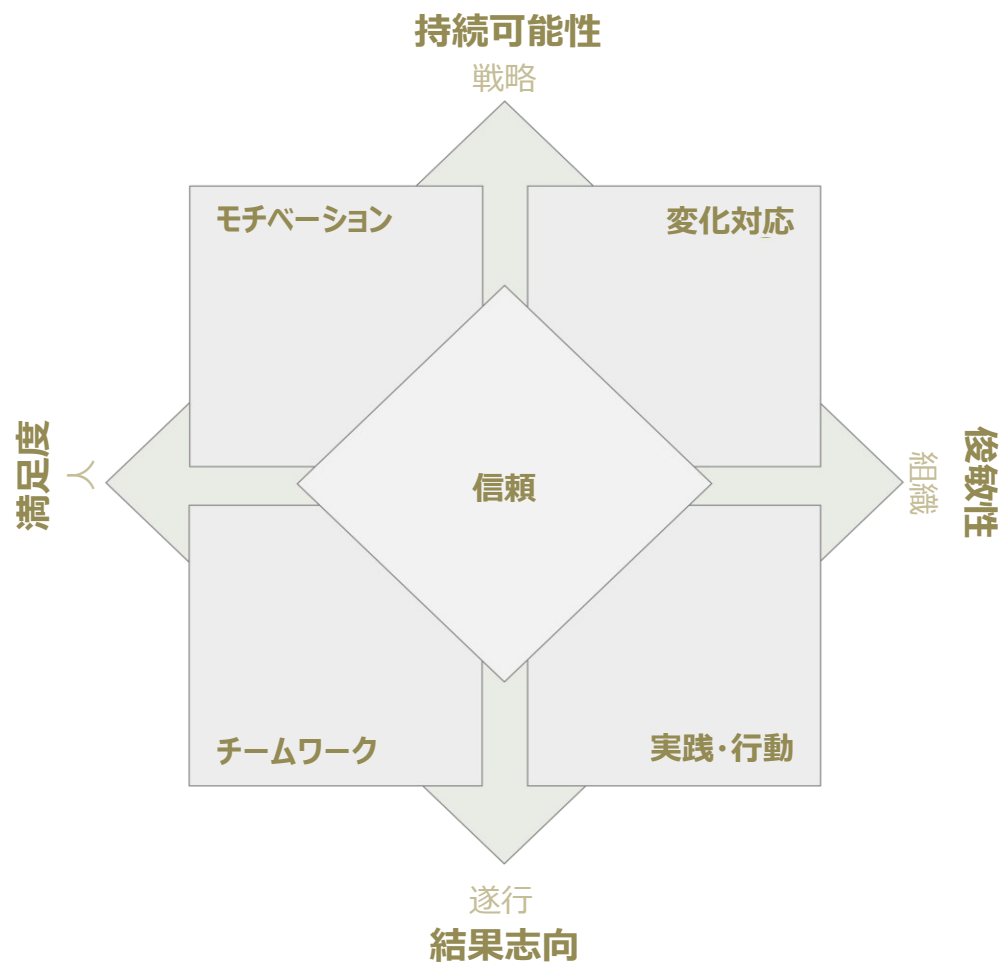 持続可能性
戦略
モチベーション
変化対応
満足度
人
信頼
組織
俊敏性
チームワーク
実践・行動
遂行
結果志向